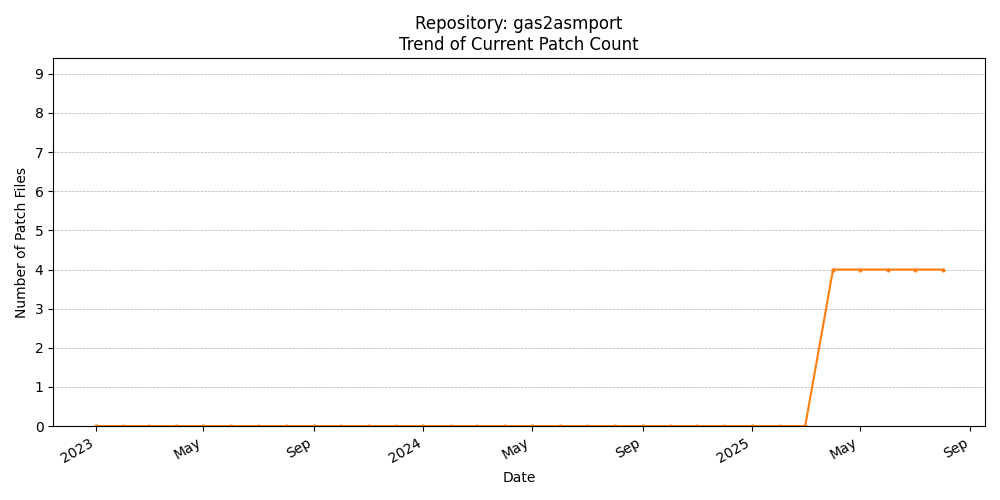 Repository: gas2asmport
Trend of Current Patch Count
Number of Patch Files
9
8
7
6
5
4
3
2
1
0
2023
May
Sep
2024
May
Sep
2025
May
Sep
Date